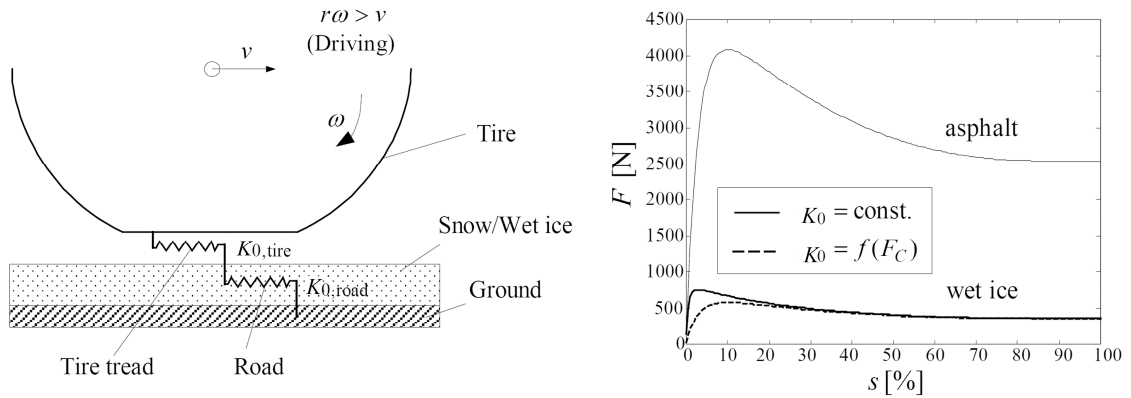 rω > v
(Driving)
v
ω
Tire
Snow/Wet ice
K0,tire
K0,road
Ground
Tire tread
Road
F [N]
4500
4000
3500
3000
2500
2000
1500
1000
500
0
asphalt
K0 = const.
K0 = f(FC)
wet ice
0 10 20 30 40 50 60 70 80 90 100
s [%]